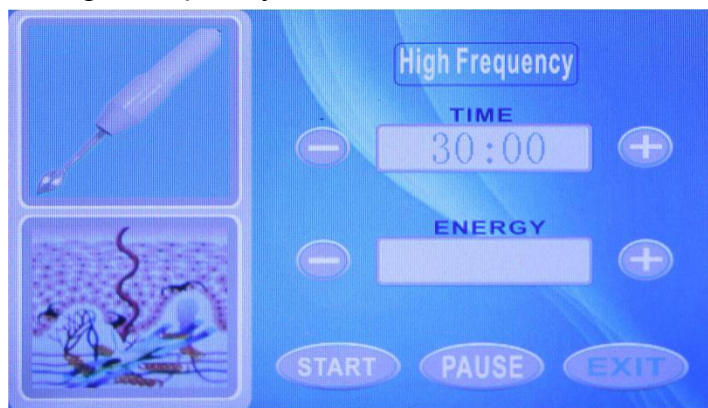 High Frequency
TIME
30:00
ENERGY
START PAUSE EXIT